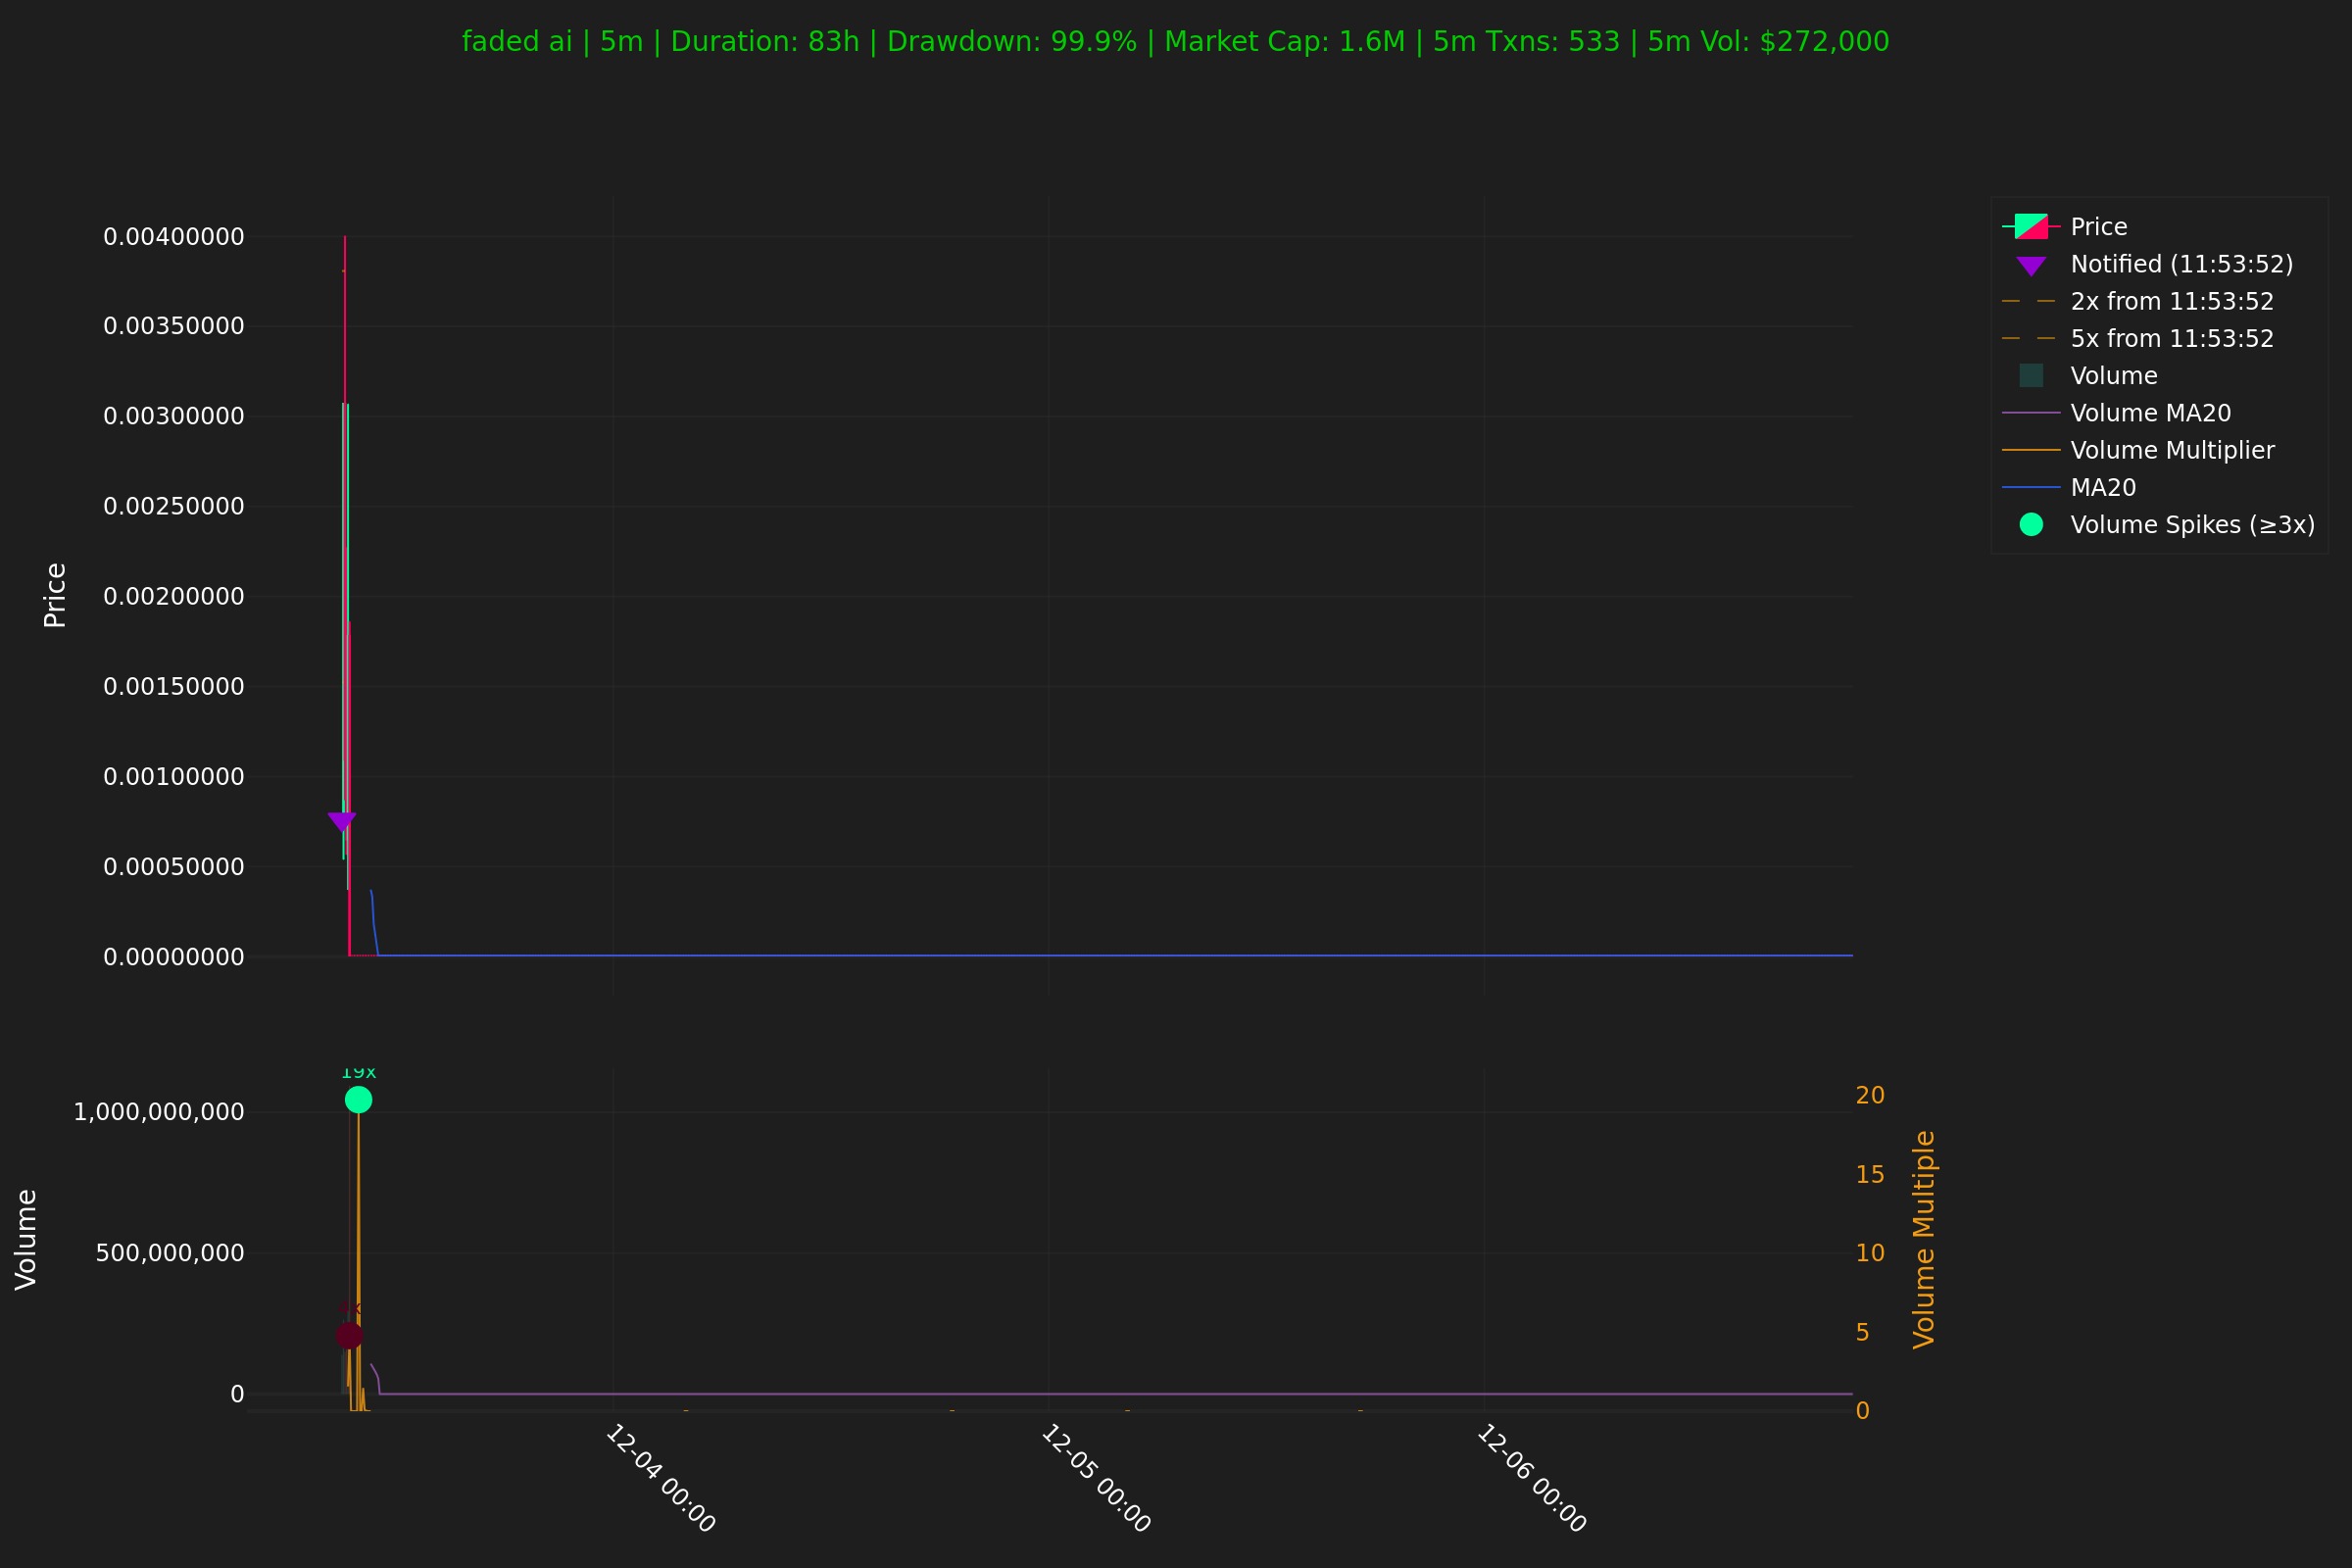 faded ai | 5m | Duration: 83h | Drawdown: 99.9% | Market Cap: 1.6M | 5m Txns: 533 | 5m Vol: $272,000
Price
0.00400000
0.00350000
0.00300000
0.00250000
0.00200000
0.00150000
0.00100000
0.00050000
0.00000000
Price
Notified (11:53:52)
2x from 11:53:52
5x from 11:53:52
Volume
Volume MA20
Volume Multiplier
MA20
Volume Spikes (≥3x)
Volume
1,000,000,000
500,000,000
0
19x
20
15
10
5
0
Volume Multiple
12-04 00:00
12-05 00:00
12-06 00:00